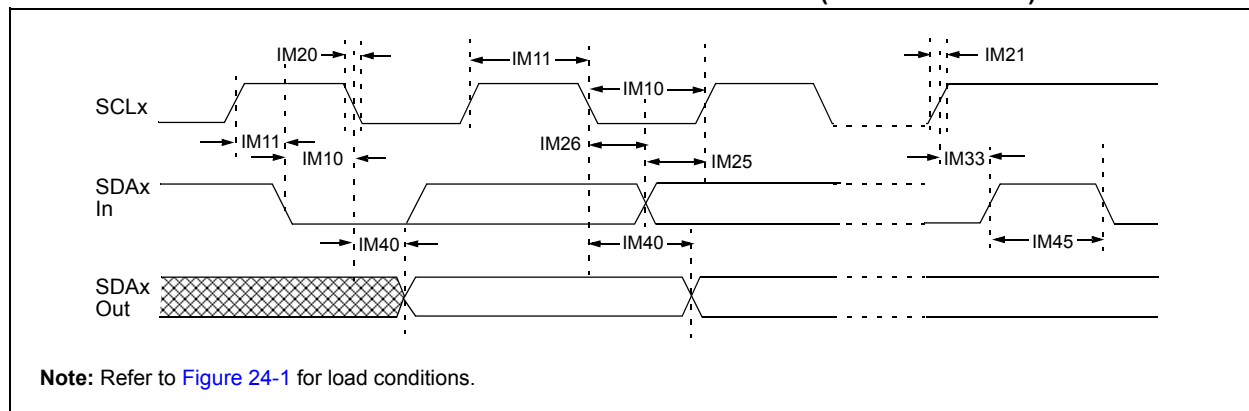 IM20
IM11
IM21
SCLx
IM10
IM11
IM10
IM26
IM25
IM33
SDAx
In
IM40
IM40
IM45
SDAx
Out
Note: Refer to Figure 24-1 for load conditions.